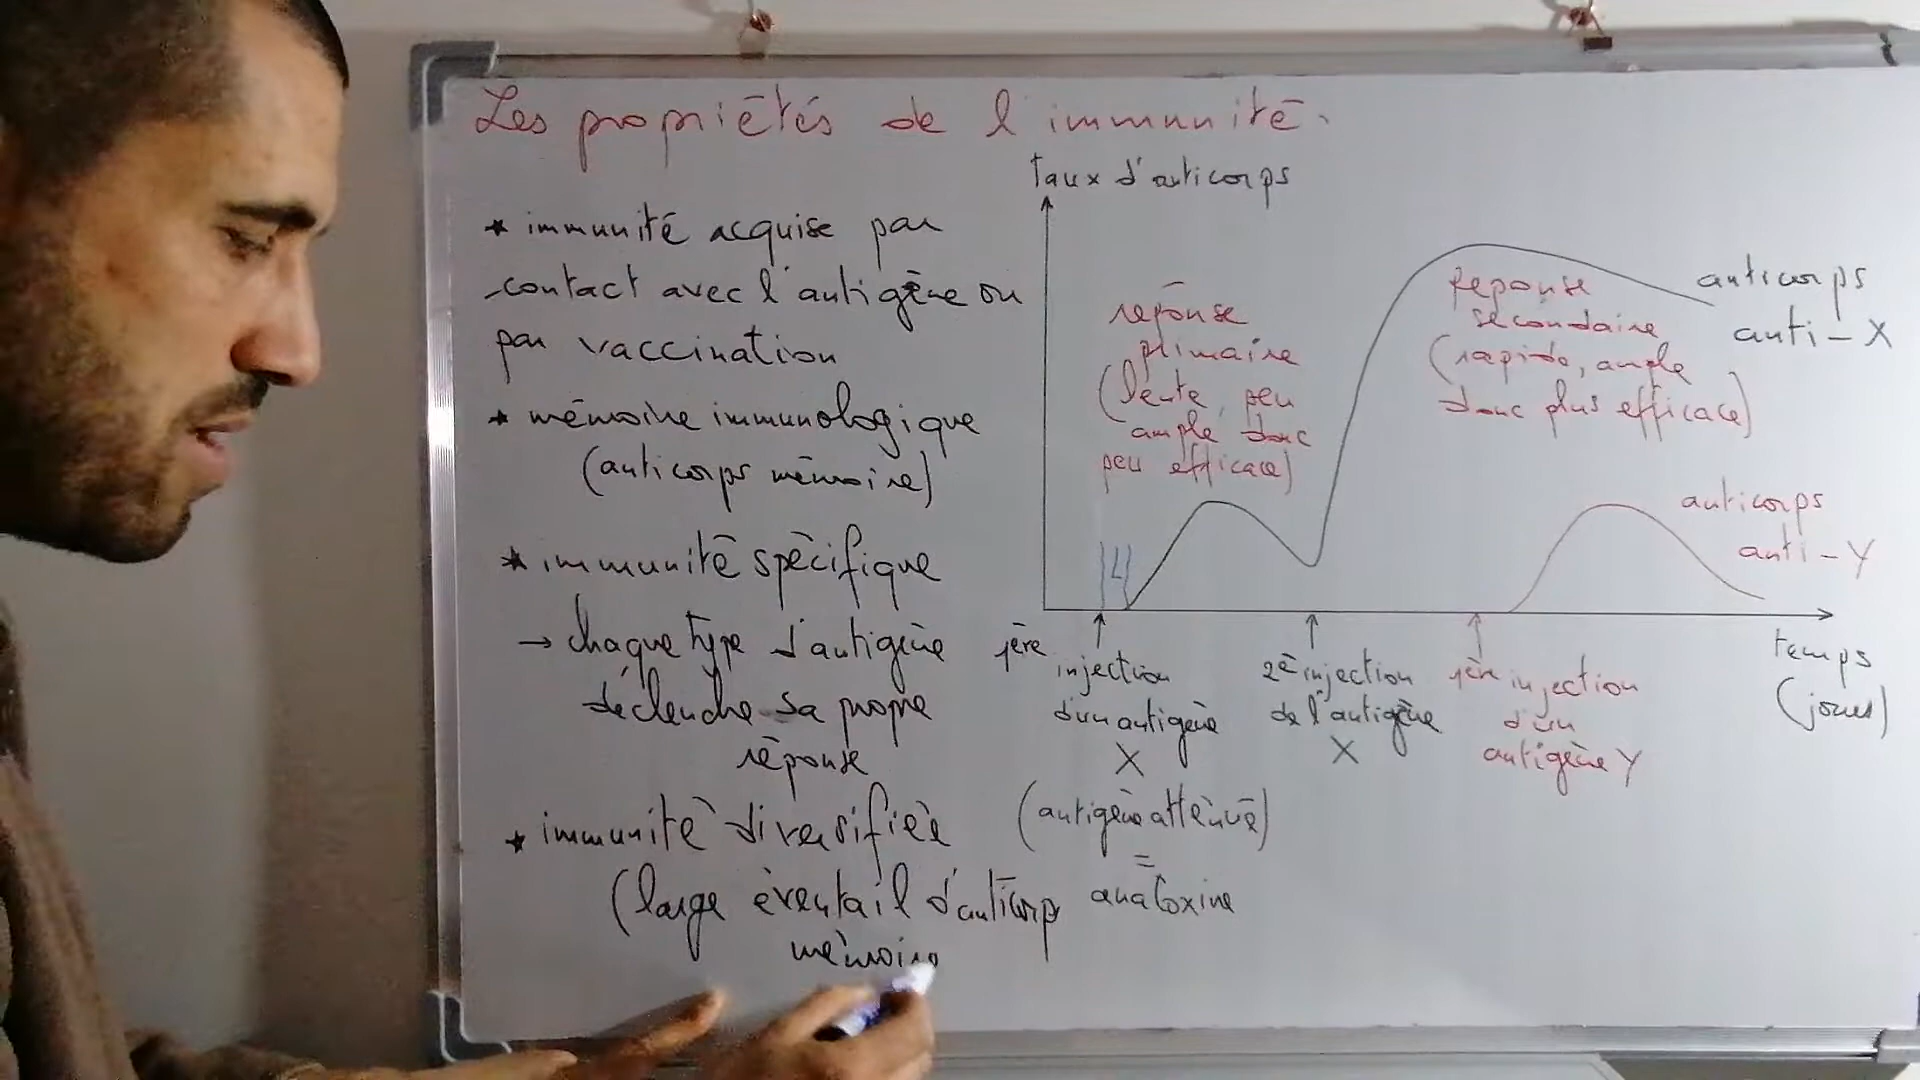 Les propriétés de l'immunité.
* immunité acquise par
contact avec l'antigène ou
par vaccination
* mémoire immunologique
(anticorps mémoire)
* immunité spécifique
→ chaque type d'antigène
déclenche sa propre
réponse
* immunité diversifiée
(large éventail d'anticorp
mémoire
taux d'anticorps
réponse
primaire
(lente, peu
ample donc
peu efficace)
reponse
secondaire
(rapide, ample
donc plus efficace)
anticorps
anti-X
anticorps
anti-Y
1ère injection
d'un antigène
X
(antigène atténué)
=
anatoxine
2è injection
de l'antigène
X
1ère injection
d'un
antigène Y
temps
(jours)